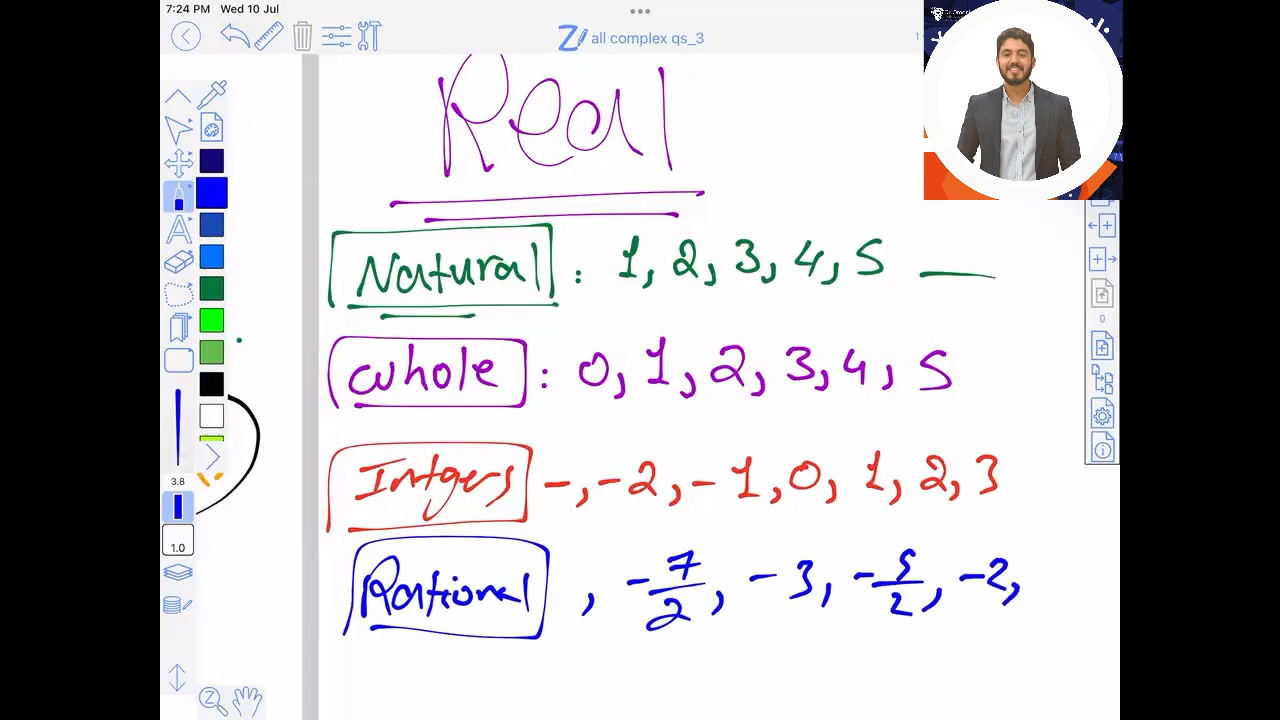 7:24 PM Wed 10 Jul
all complex qs_3
Real
Natural : 1, 2, 3, 4, 5 —
whole : 0, 1, 2, 3, 4, 5
Intgers -, -2, -1, 0, 1, 2, 3
Rational , -7/2, -3, -5/2, -2,
3.8
1.0
0